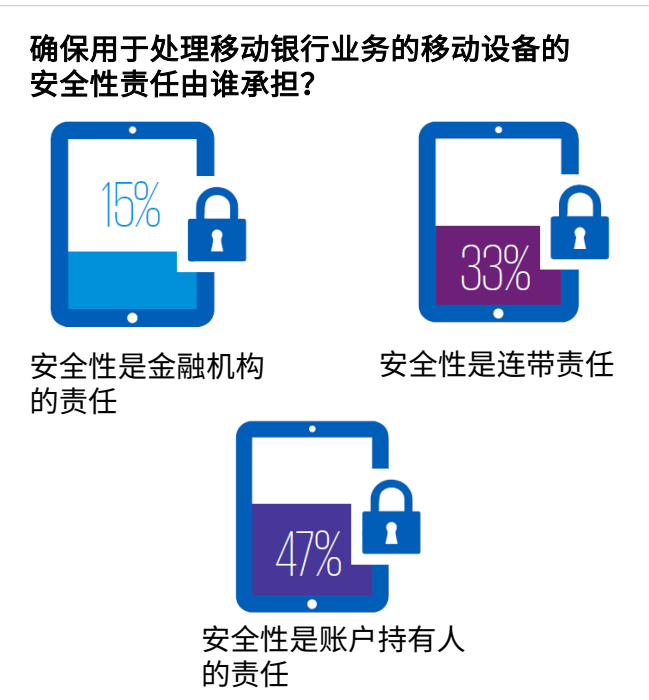 确保用于处理移动银行业务的移动设备的
安全性责任由谁承担？
15%
33%
安全性是金融机构
的责任
安全性是连带责任
47%
安全性是账户持有人
的责任